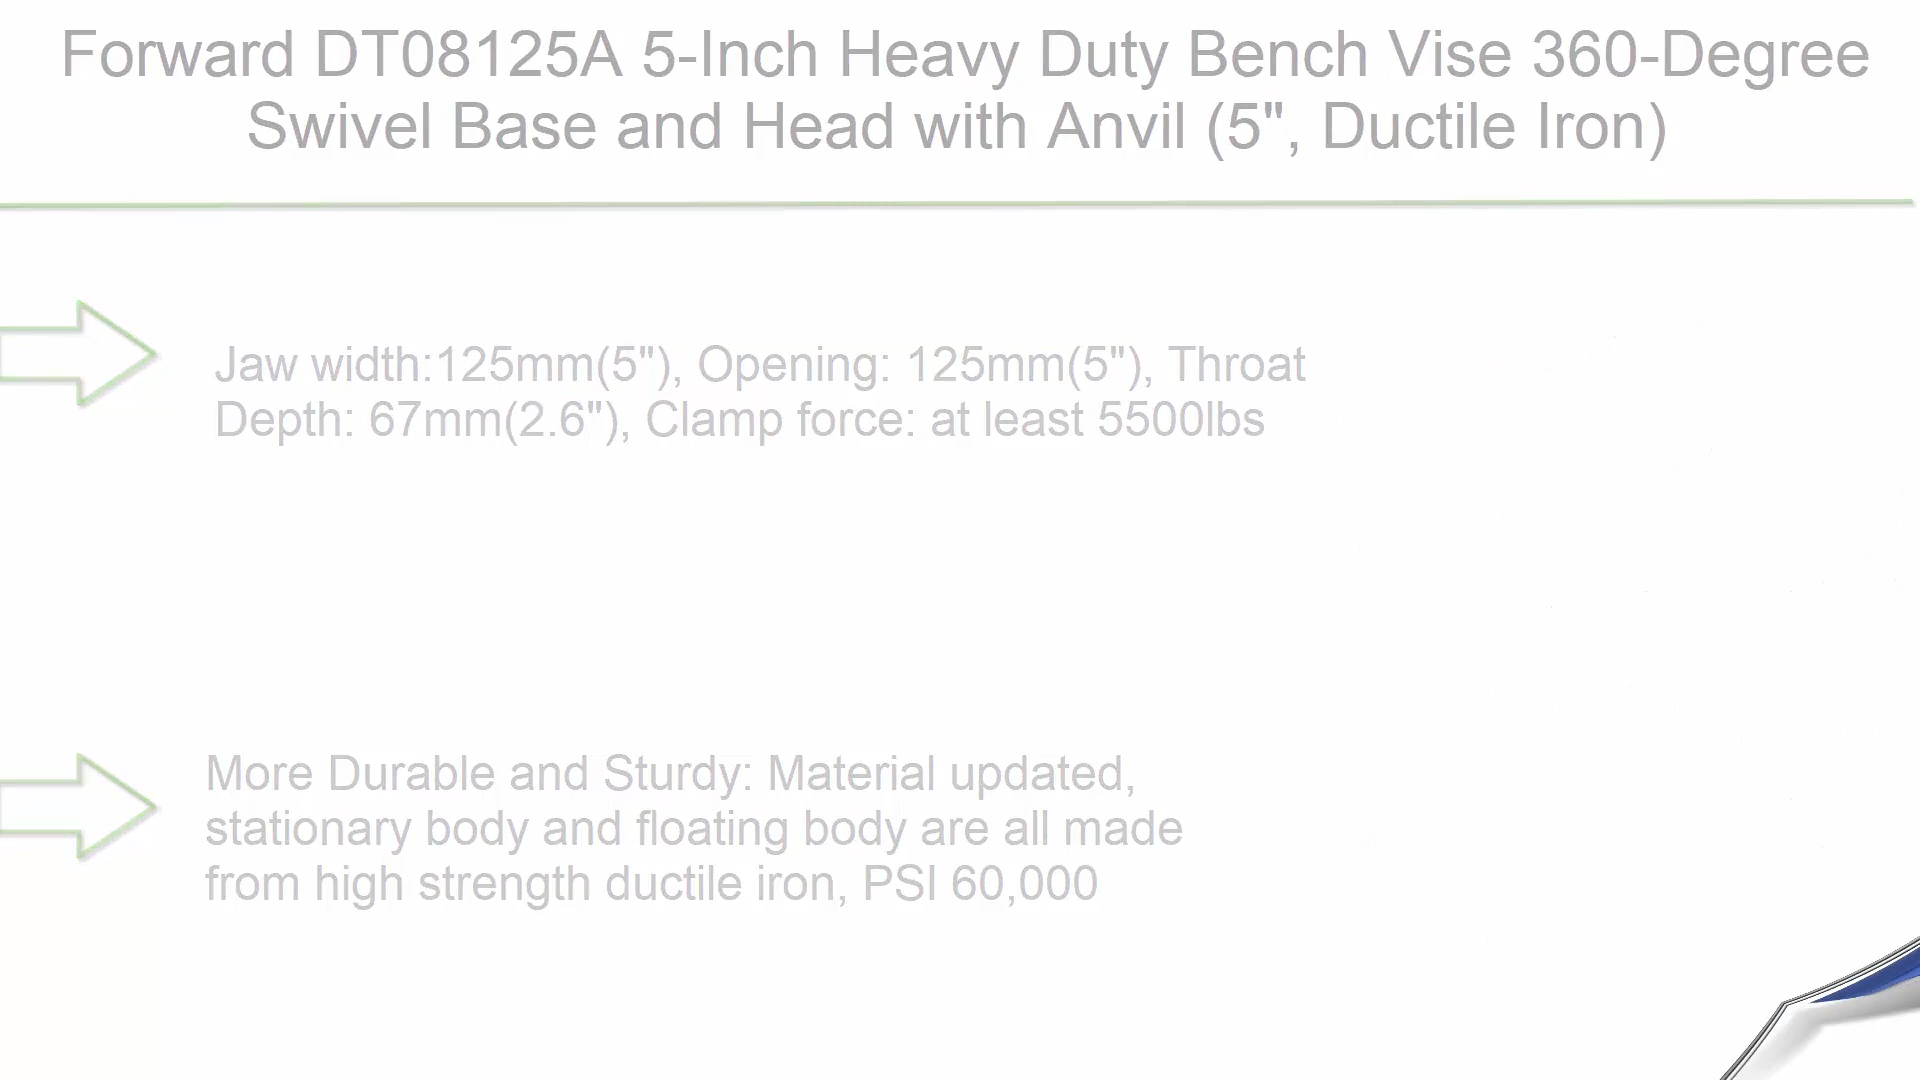 Forward DT08125A 5-Inch Heavy Duty Bench Vise 360-Degree
Swivel Base and Head with Anvil (5", Ductile Iron)
Jaw width:125mm(5"), Opening: 125mm(5"), Throat
Depth: 67mm(2.6"), Clamp force: at least 5500lbs
More Durable and Sturdy: Material updated,
stationary body and floating body are all made
from high strength ductile iron, PSI 60,000